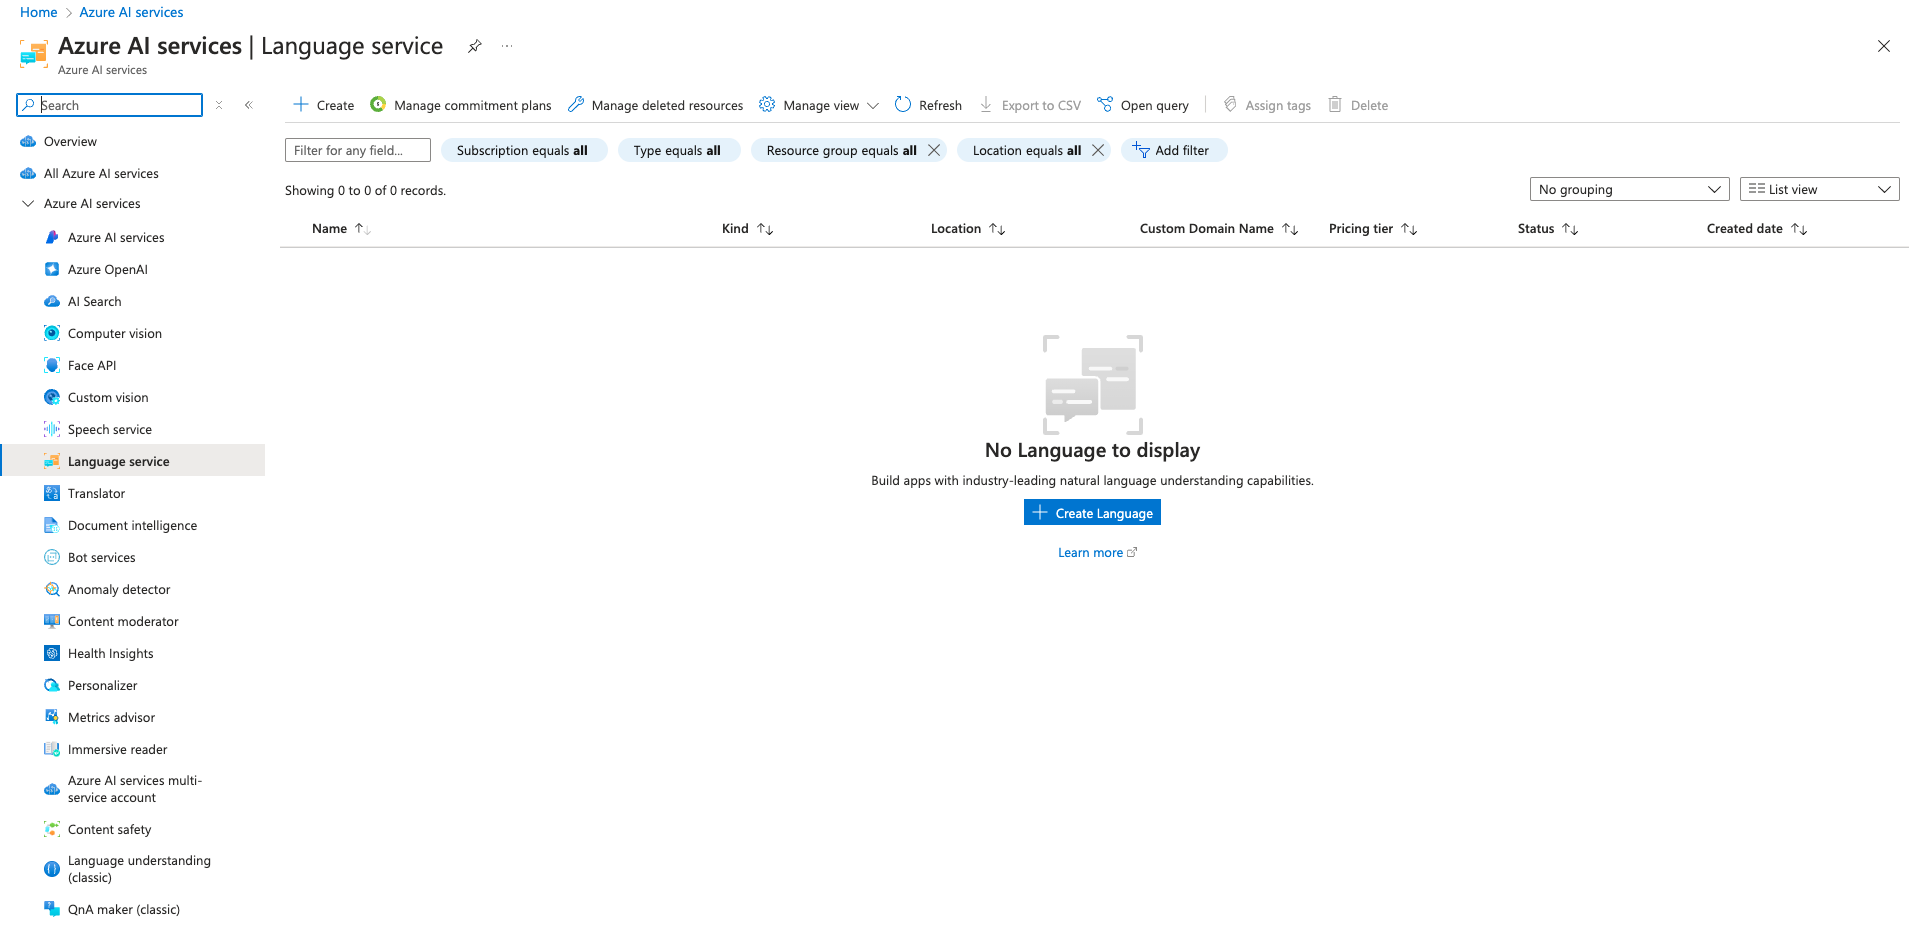 Home > Azure AI services
Azure AI services | Language service
Azure AI services
Search
Create Manage commitment plans Manage deleted resources Manage view Refresh Export to CSV Open query Assign tags Delete
Filter for any field... Subscription equals all Type equals all Resource group equals all Location equals all Add filter
Showing 0 to 0 of 0 records. No grouping List view
Name Kind Location Custom Domain Name Pricing tier Status Created date
Overview
All Azure AI services
Azure AI services
Azure AI services
Azure OpenAI
AI Search
Computer vision
Face API
Custom vision
Speech service
Language service
Translator
Document intelligence
Bot services
Anomaly detector
Content moderator
Health Insights
Personalizer
Metrics advisor
Immersive reader
Azure AI services multi-
service account
Content safety
Language understanding
(classic)
QnA maker (classic)
No Language to display
Build apps with industry-leading natural language understanding capabilities.
Create Language
Learn more